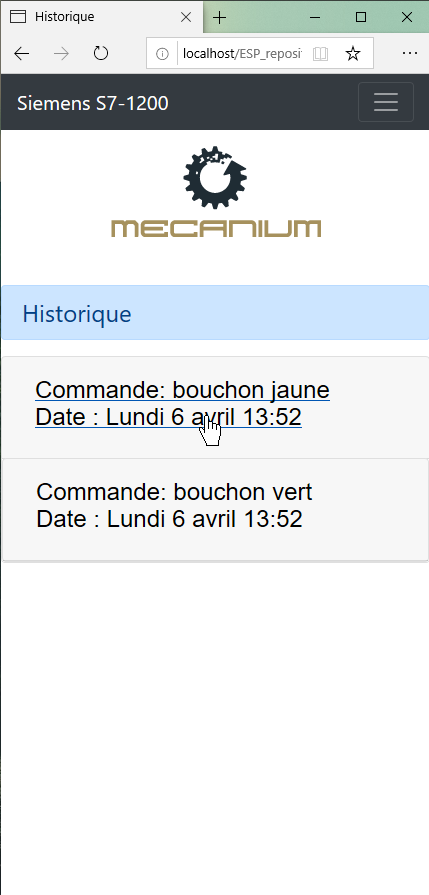 Historique
localhost/ESP_reposit
Siemens S7-1200
MECANIUM
Historique
Commande: bouchon jaune
Date : Lundi 6 avril 13:52
Commande: bouchon vert
Date : Lundi 6 avril 13:52